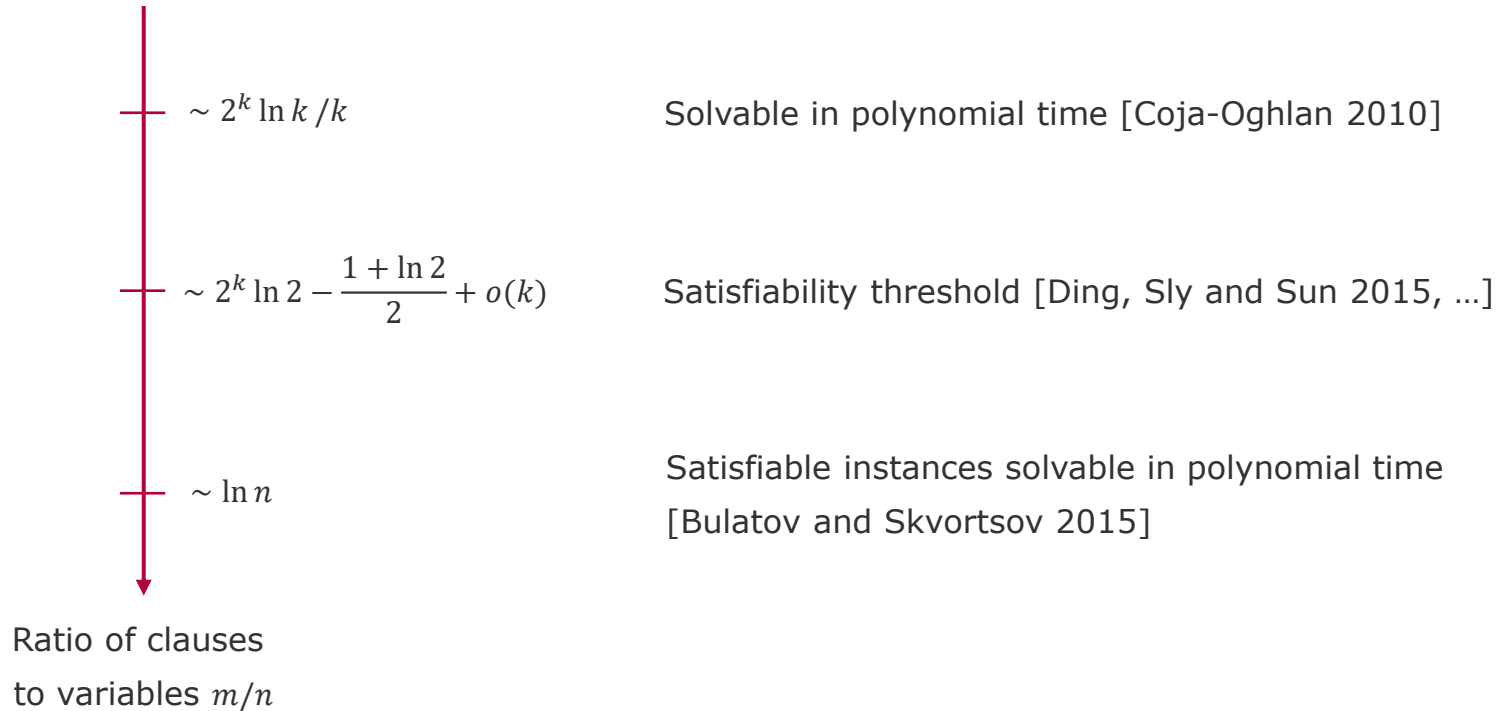 ~ 2^k ln k /k Solvable in polynomial time [Coja-Oghlan 2010]
~ 2^k ln 2 − (1 + ln 2)/2 + o(k) Satisfiability threshold [Ding, Sly and Sun 2015, …]
~ ln n Satisfiable instances solvable in polynomial time
[Bulatov and Skvortsov 2015]
Ratio of clauses
to variables m/n